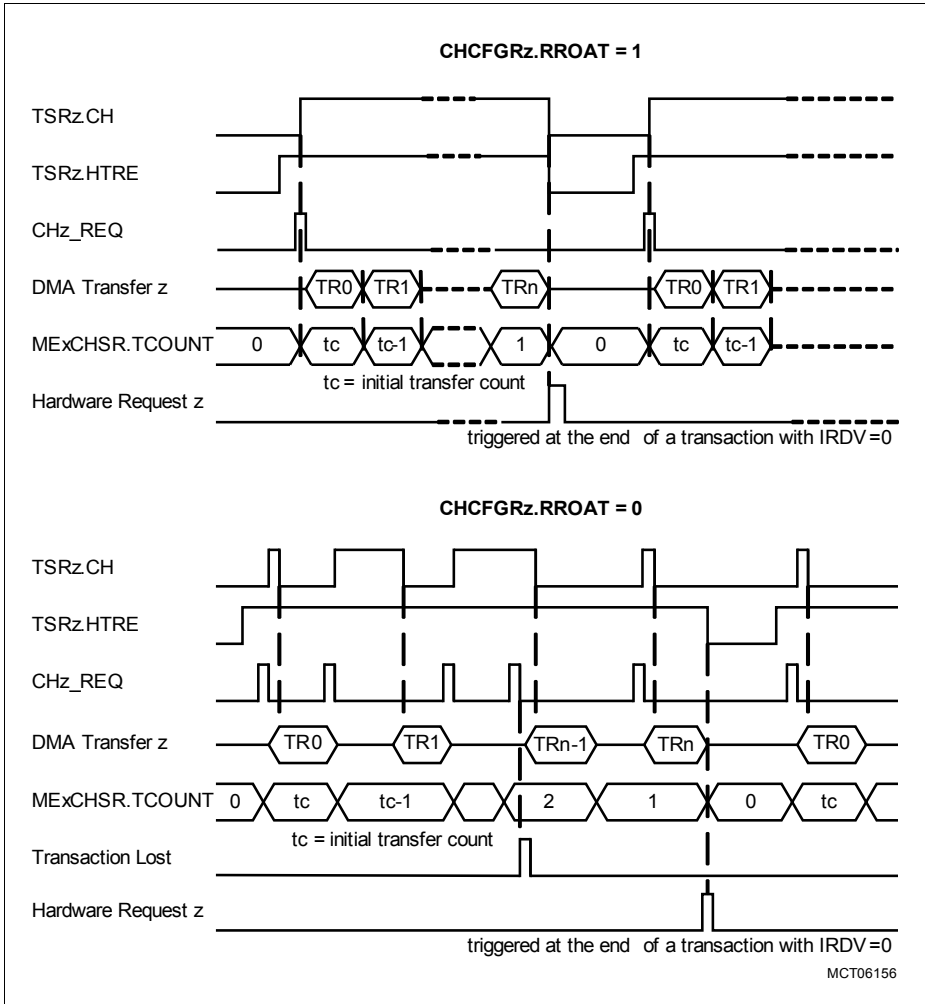 CHCFGRz.RROAT = 1
TSRz.CH
TSRz.HTRE
CHz_REQ
DMA Transfer z TR0 TR1 TRn TR0 TR1
MExCHSR.TCOUNT 0 tc tc-1 1 0 tc tc-1
tc = initial transfer count
Hardware Request z
triggered at the end of a transaction with IRDV=0
CHCFGRz.RROAT = 0
TSRz.CH
TSRz.HTRE
CHz_REQ
DMA Transfer z TR0 TR1 TRn-1 TRn TR0
MExCHSR.TCOUNT 0 tc tc-1 2 1 0 tc
tc = initial transfer count
Transaction Lost
Hardware Request z
triggered at the end of a transaction with IRDV=0
MCT06156